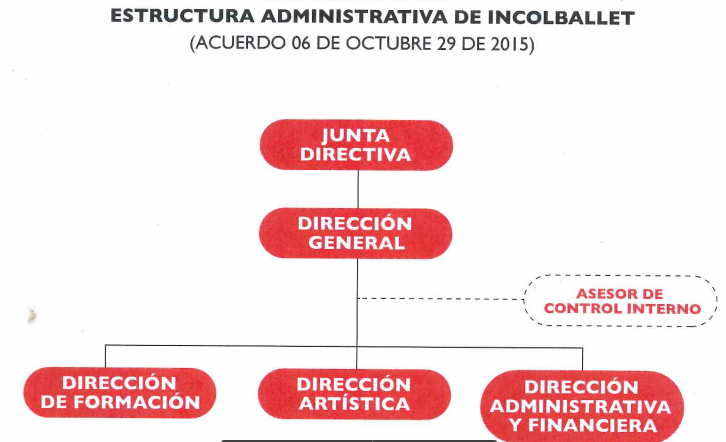 ESTRUCTURA ADMINISTRATIVA DE INCOLBALLET
(ACUERDO 06 DE OCTUBRE 29 DE 2015)
JUNTA
DIRECTIVA
DIRECCIÓN
GENERAL
ASESOR DE
CONTROL INTERNO
DIRECCIÓN
DE FORMACIÓN
DIRECCIÓN
ARTÍSTICA
DIRECCIÓN
ADMINISTRATIVA
Y FINANCIERA